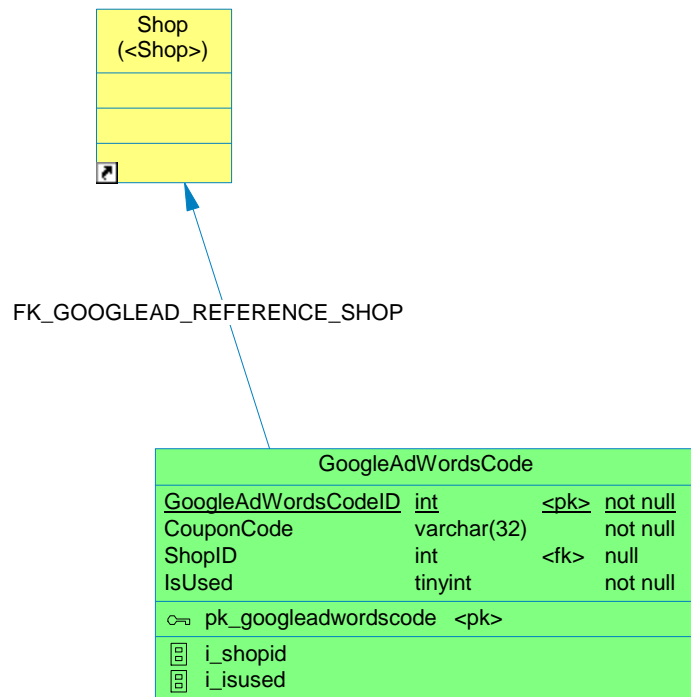 Shop
(<Shop>)
FK_GOOGLEAD_REFERENCE_SHOP
GoogleAdWordsCode
GoogleAdWordsCodeID int <pk> not null
CouponCode varchar(32) not null
ShopID int <fk> null
IsUsed tinyint not null
pk_googleadwordscode <pk>
i_shopid
i_isused